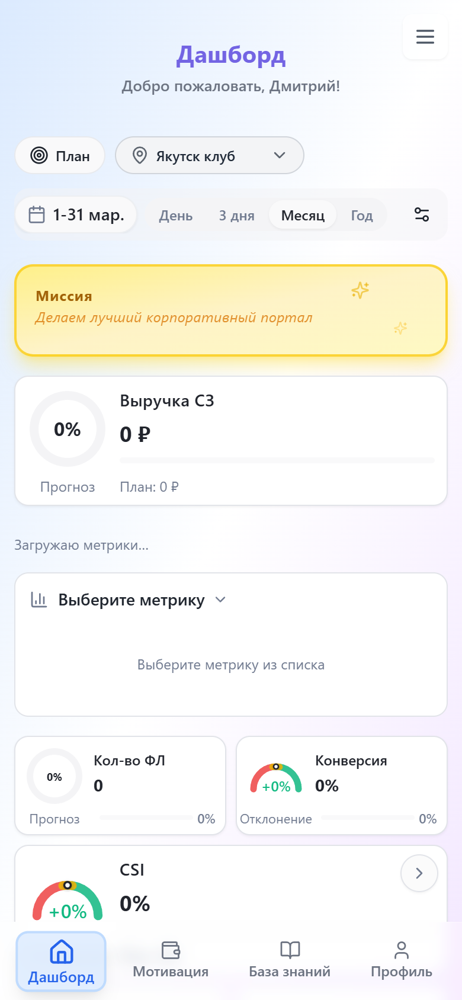 Дашборд
Добро пожаловать, Дмитрий!
План
Якутск клуб
1-31 мар.
День
3 дня
Месяц
Год
Миссия
Делаем лучший корпоративный портал
Выручка СЗ
0%
0 ₽
Прогноз
План: 0 ₽
Загружаю метрики...
Выберите метрику
Выберите метрику из списка
Кол-во ФЛ
0%
0
Прогноз
0%
Конверсия
+0%
0%
Отклонение
0%
CSI
+0%
0%
Дашборд
Мотивация
База знаний
Профиль